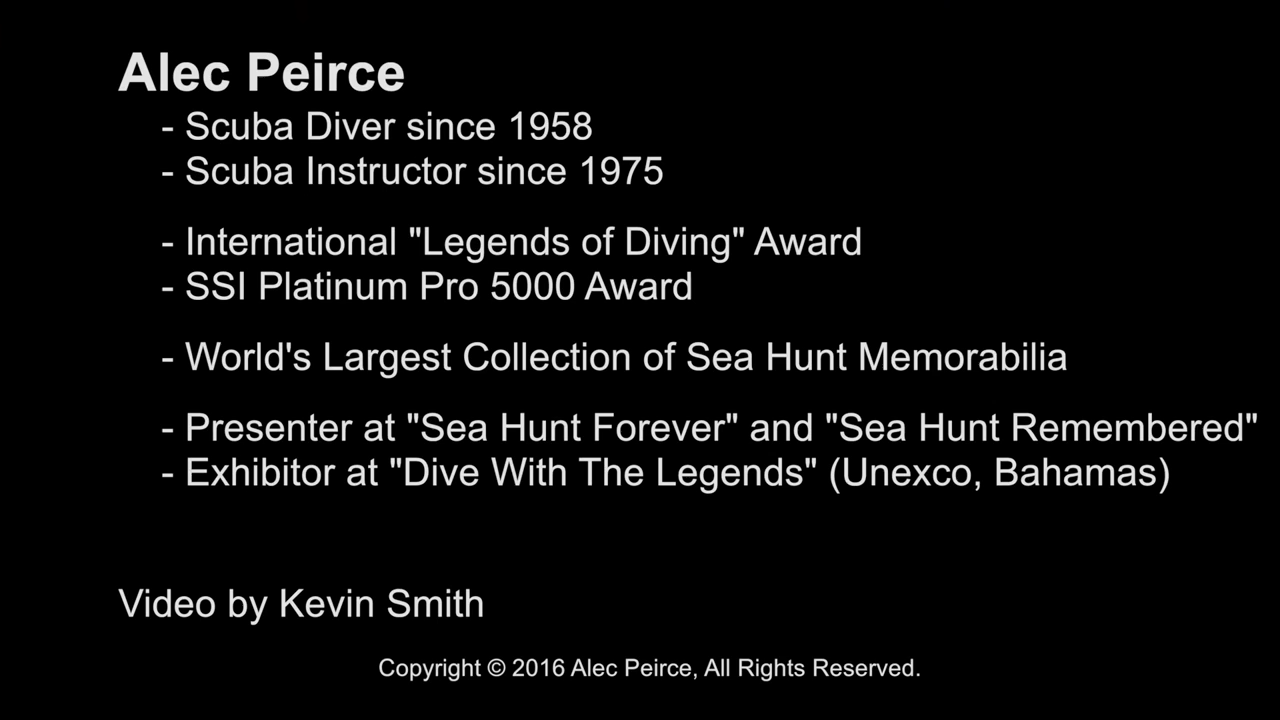 Alec Peirce
- Scuba Diver since 1958
- Scuba Instructor since 1975
- International "Legends of Diving" Award
- SSI Platinum Pro 5000 Award
- World's Largest Collection of Sea Hunt Memorabilia
- Presenter at "Sea Hunt Forever" and "Sea Hunt Remembered"
- Exhibitor at "Dive With The Legends" (Unexco, Bahamas)
Video by Kevin Smith
Copyright © 2016 Alec Peirce, All Rights Reserved.